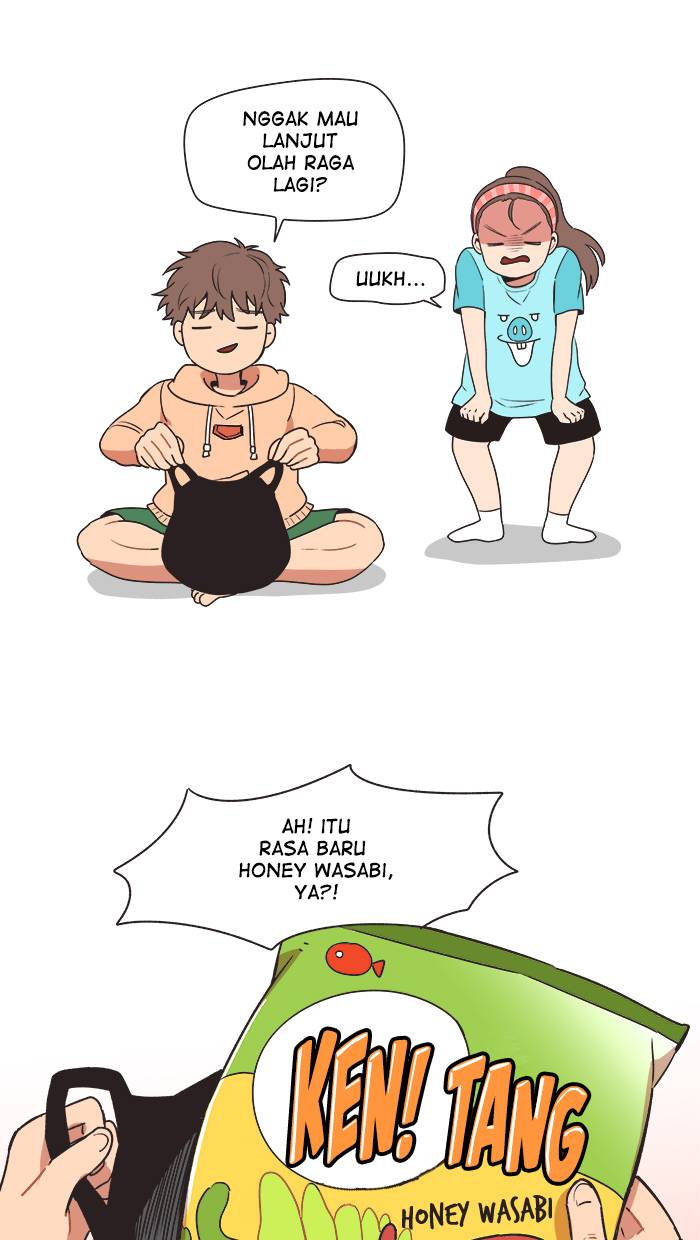 NGGAK MAU
LANJUT
OLAH RAGA
LAGI?
UUKH...
AH! ITU
RASA BARU
HONEY WASABI,
YA?!
KEN! TANG
HONEY WASABI